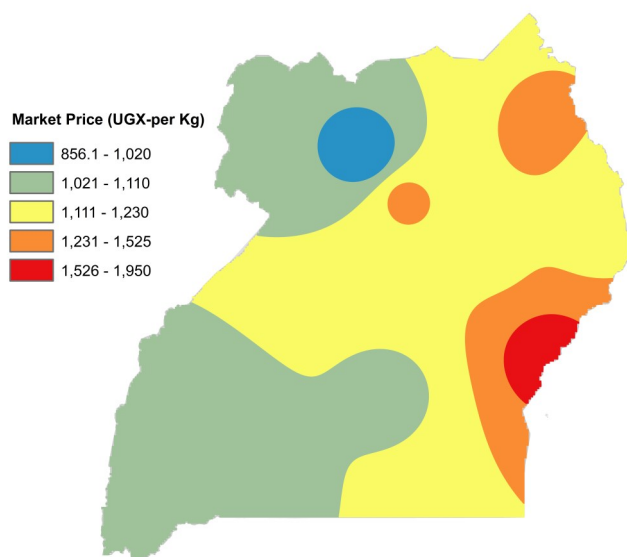 Market Price (UGX-per Kg)
856.1 - 1,020
1,021 - 1,110
1,111 - 1,230
1,231 - 1,525
1,526 - 1,950